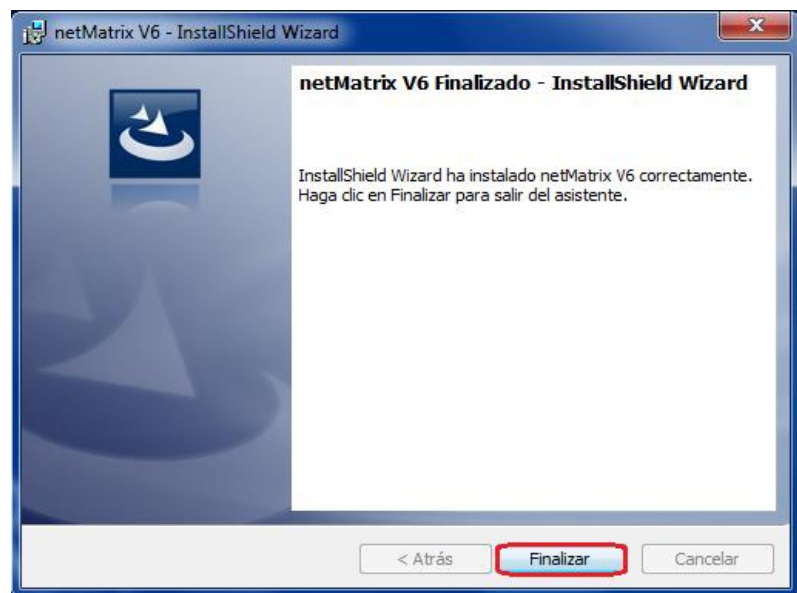 netMatrix V6 - InstallShield Wizard
netMatrix V6 Finalizado - InstallShield Wizard
InstallShield Wizard ha instalado netMatrix V6 correctamente.
Haga clic en Finalizar para salir del asistente.
< Atrás
Finalizar
Cancelar